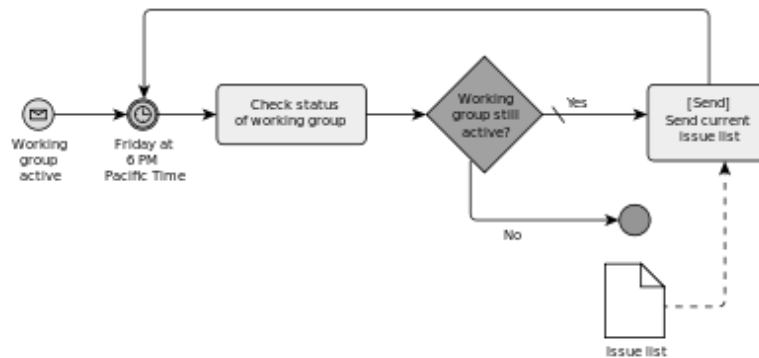 Working
group
active
Friday at
6 PM
Pacific Time
Check status
of working group
Working
group still
active?
Yes
No
[Send]
Send current
issue list
Issue list